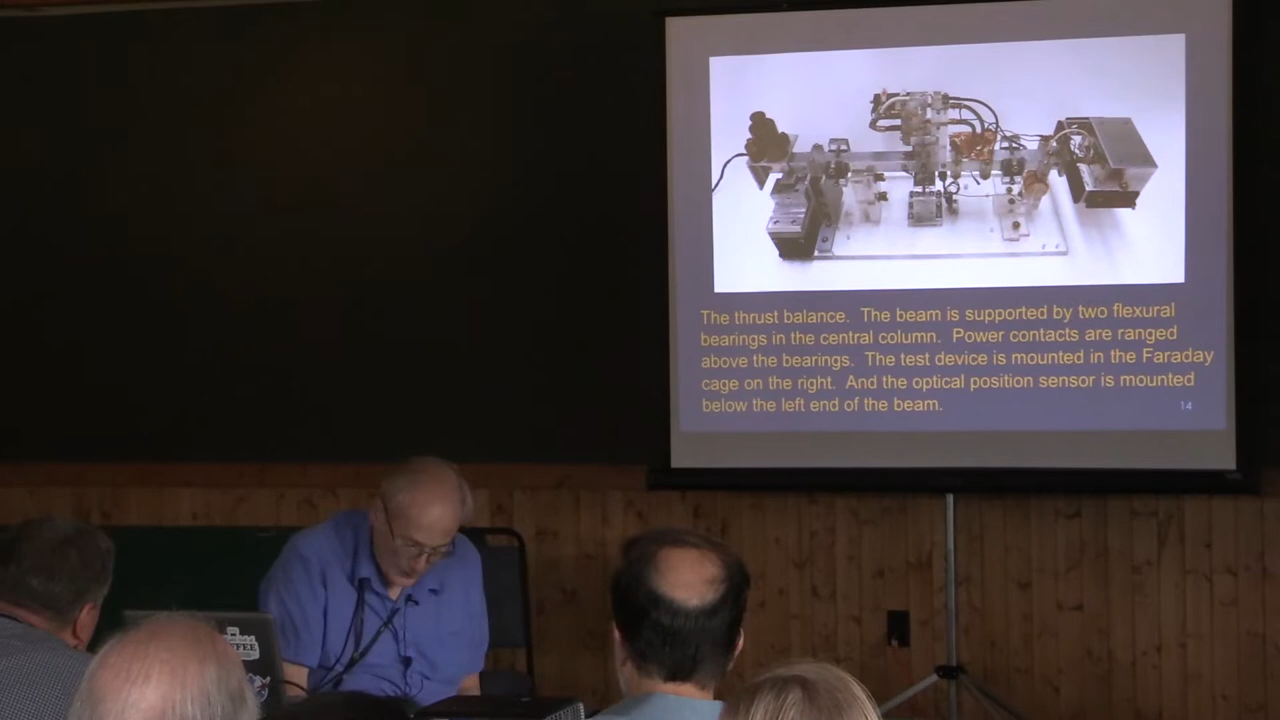 The thrust balance.  The beam is supported by two flexural
bearings in the central column.  Power contacts are ranged
above the bearings.  The test device is mounted in the Faraday
cage on the right.  And the optical position sensor is mounted
below the left end of the beam.
14